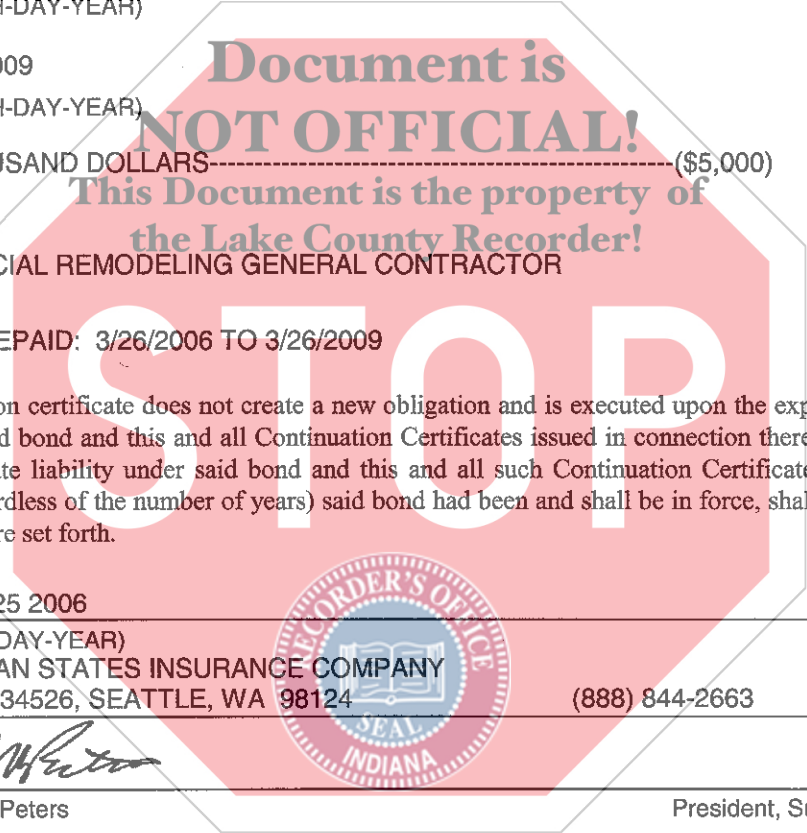 H-DAY-YEAR)
Document is
009
H-DAY-YEAR)
NOT OFFICIAL!
USAND DOLLARS---------------------------------------------------($5,000)
This Document is the property of
the Lake County Recorder!
CIAL REMODELING GENERAL CONTRACTOR
STOP
EPAID: 3/26/2006 TO 3/26/2009
on certificate does not create a new obligation and is executed upon the exp
d bond and this and all Continuation Certificates issued in connection there
te liability under said bond and this and all such Continuation Certificate
rdless of the number of years) said bond had been and shall be in force, shal
re set forth.
25 2006
DAY-YEAR)
AN STATES INSURANCE COMPANY
34526, SEATTLE, WA 98124 (888) 844-2663
RECORDER'S OFFICE
SEAL
INDIANA
Peters President, Su